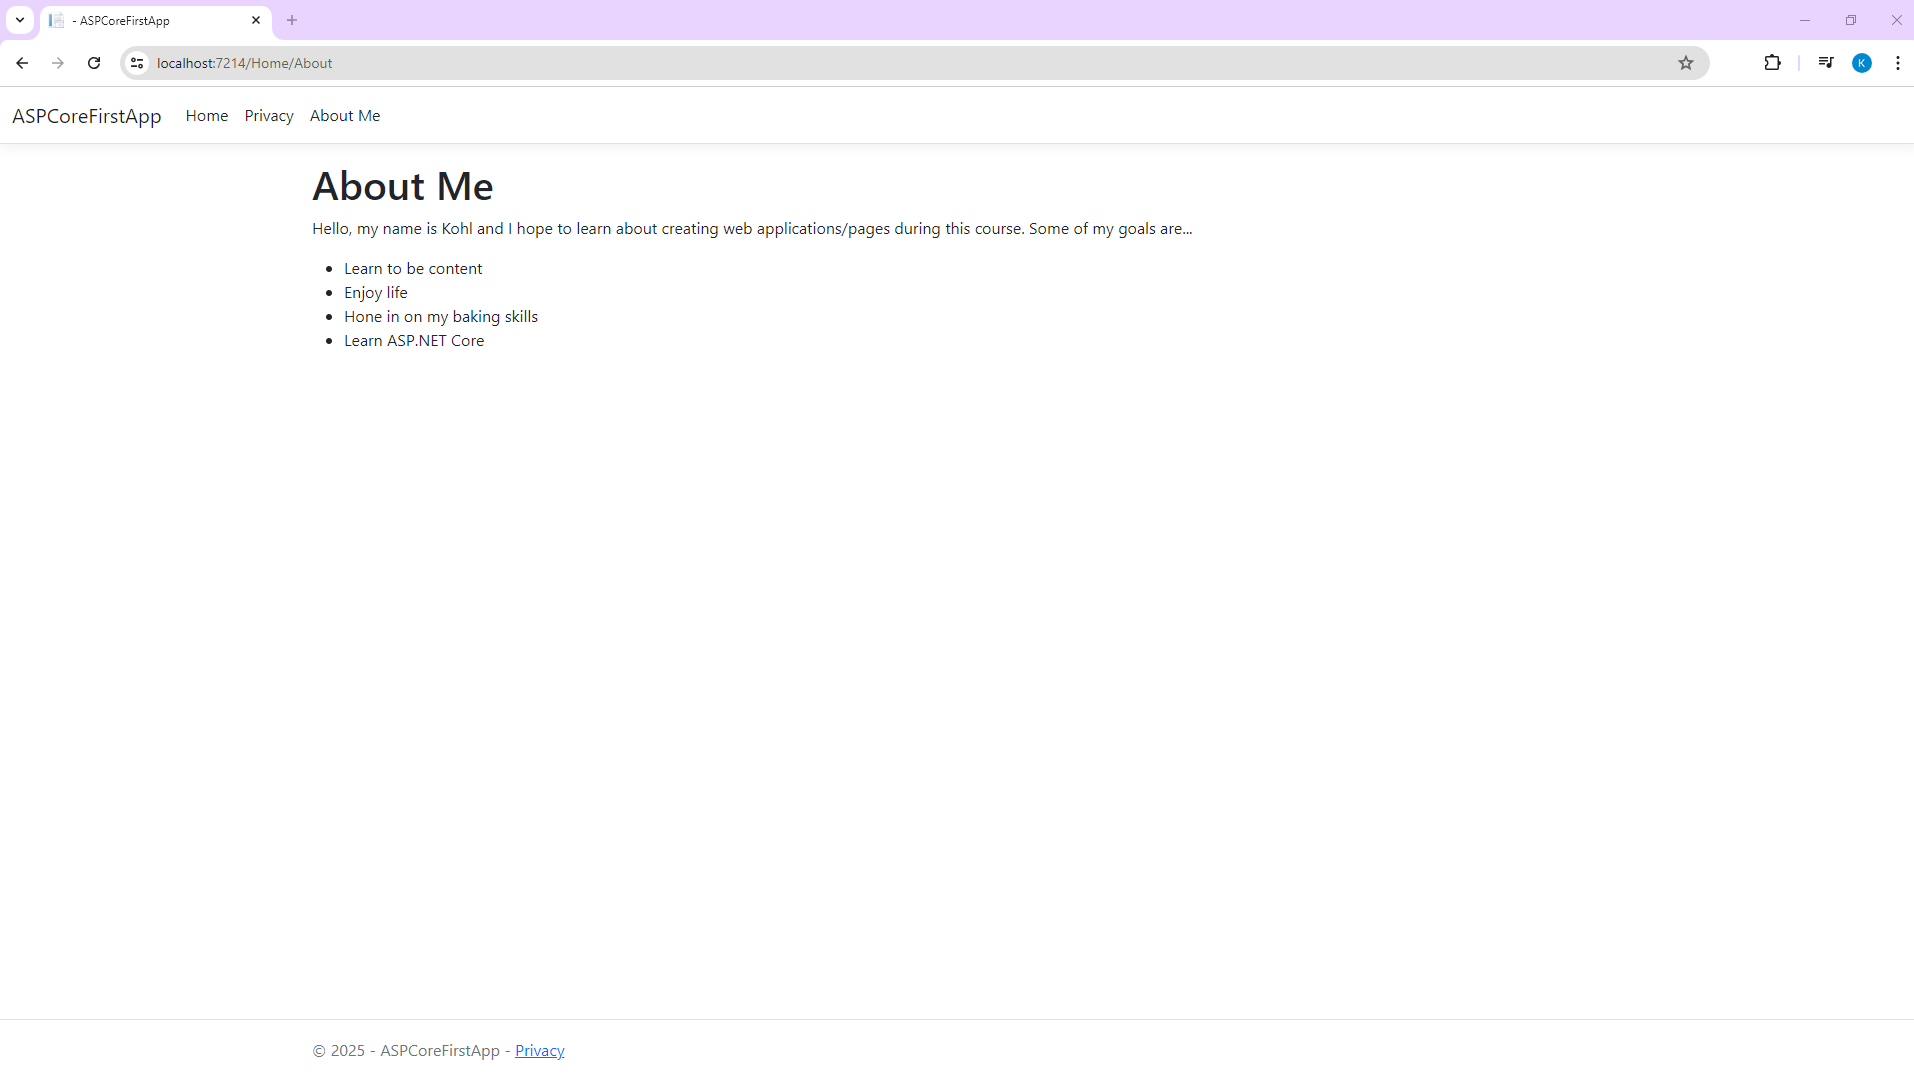 - ASPCoreFirstApp
localhost:7214/Home/About
K
ASPCoreFirstApp Home Privacy About Me
About Me
Hello, my name is Kohl and I hope to learn about creating web applications/pages during this course. Some of my goals are...
• Learn to be content
• Enjoy life
• Hone in on my baking skills
• Learn ASP.NET Core
© 2025 - ASPCoreFirstApp - Privacy